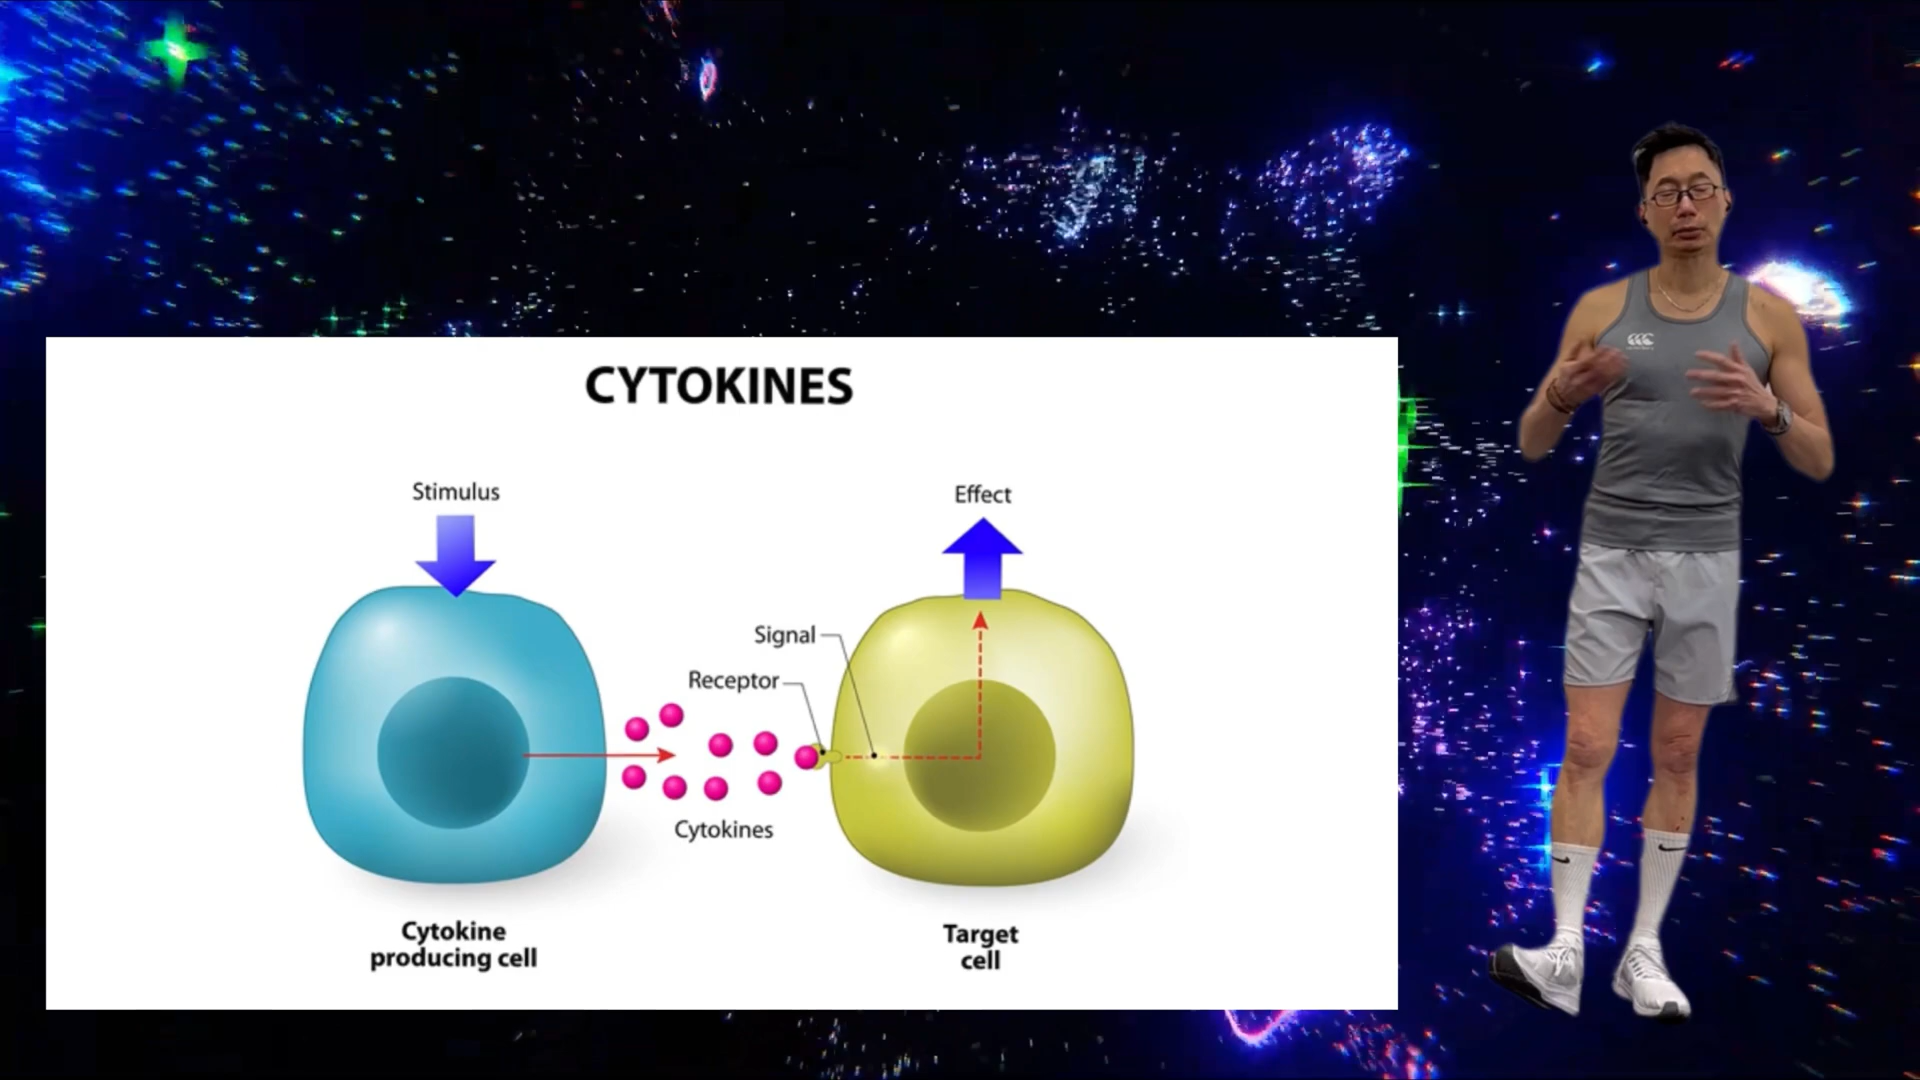 CYTOKINES
Stimulus
Effect
Signal
Receptor
Cytokines
Cytokine
producing cell
Target
cell